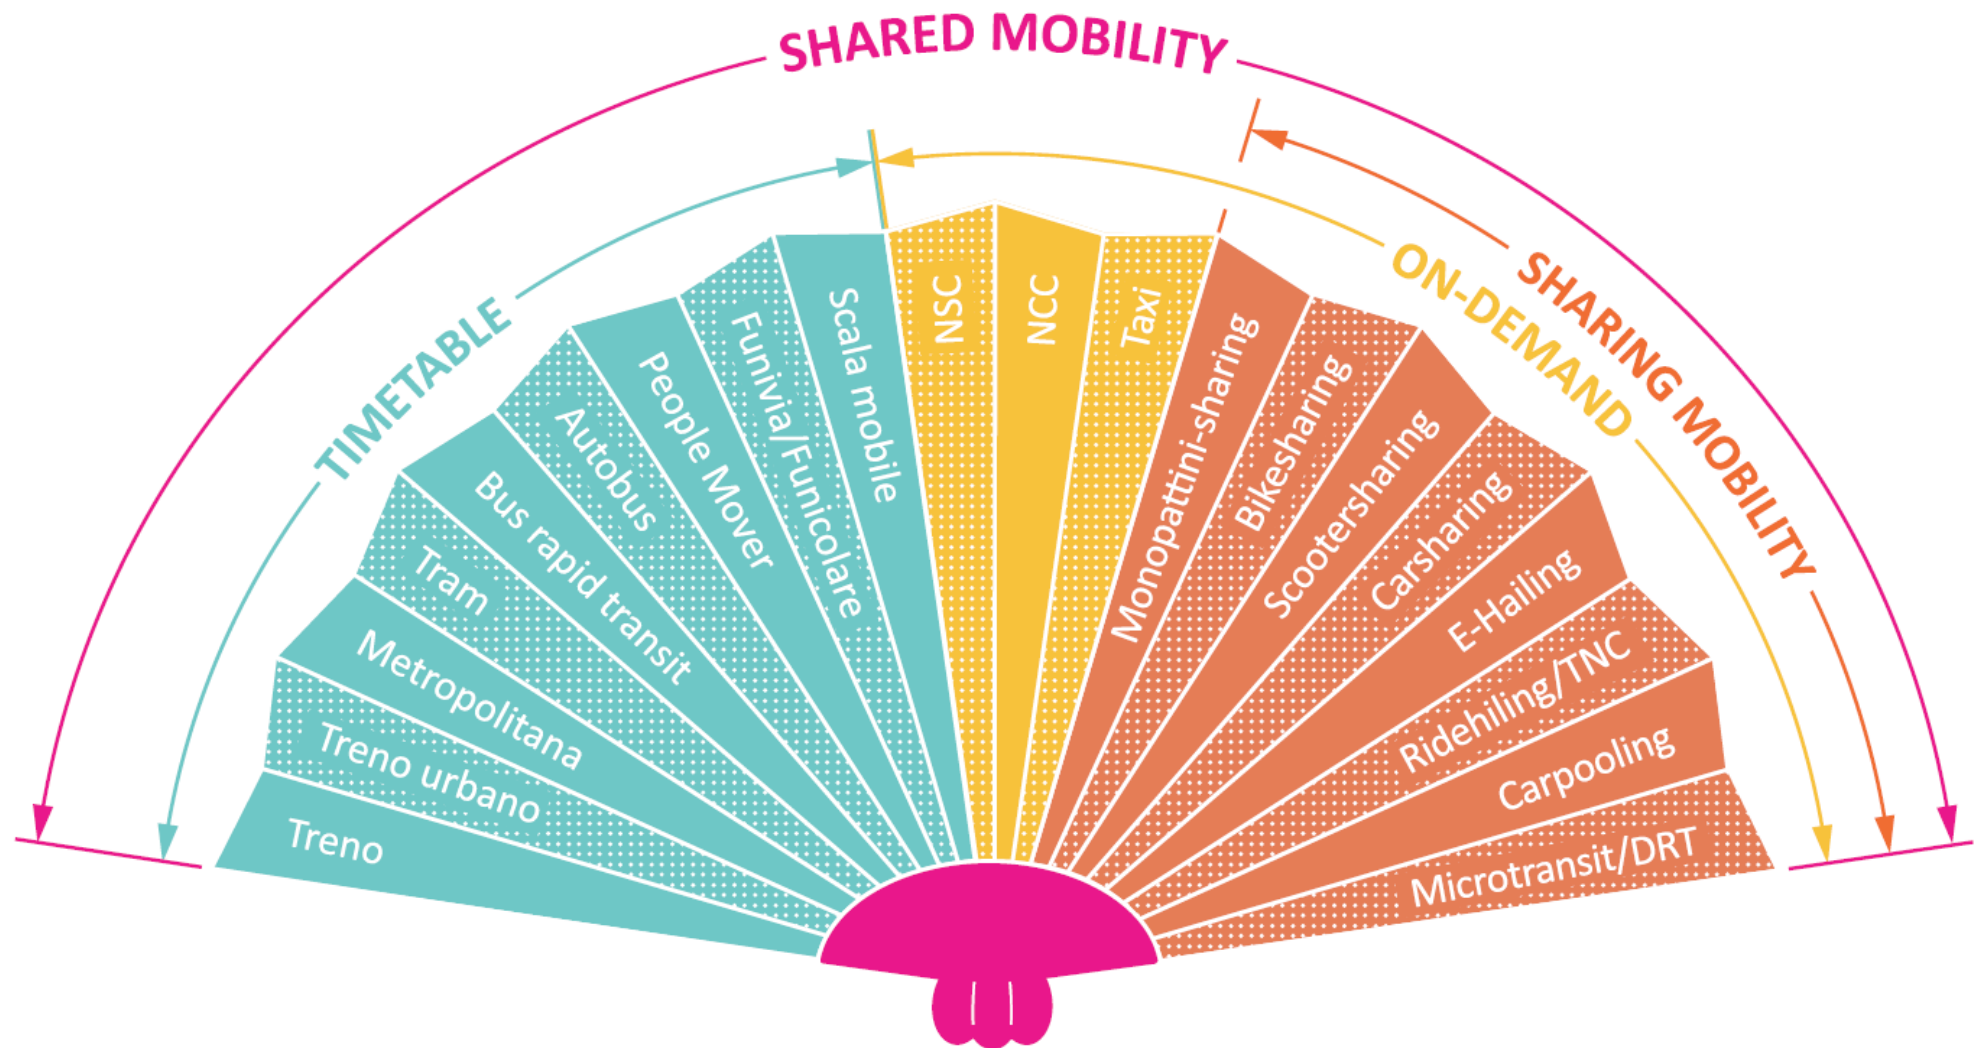 SHARED MOBILITY
TIMETABLE
ON-DEMAND
SHARING MOBILITY
Treno
Treno urbano
Metropolitana
Tram
Bus rapid transit
Autobus
People Mover
Funivia/Funicolare
Scala mobile
NSC
NCC
Taxi
Monopattini-sharing
Bikesharing
Scootersharing
Carsharing
E-Hailing
Ridehiling/TNC
Carpooling
Microtransit/DRT